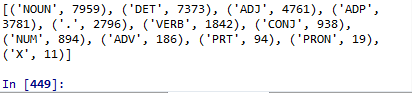 [('NOUN', 7959), ('DET', 7373), ('ADJ', 4761), ('ADP',
3781), ('.', 2796), ('VERB', 1842), ('CONJ', 938),
('NUM', 894), ('ADV', 186), ('PRT', 94), ('PRON', 19),
('X', 11)]
In [449]: